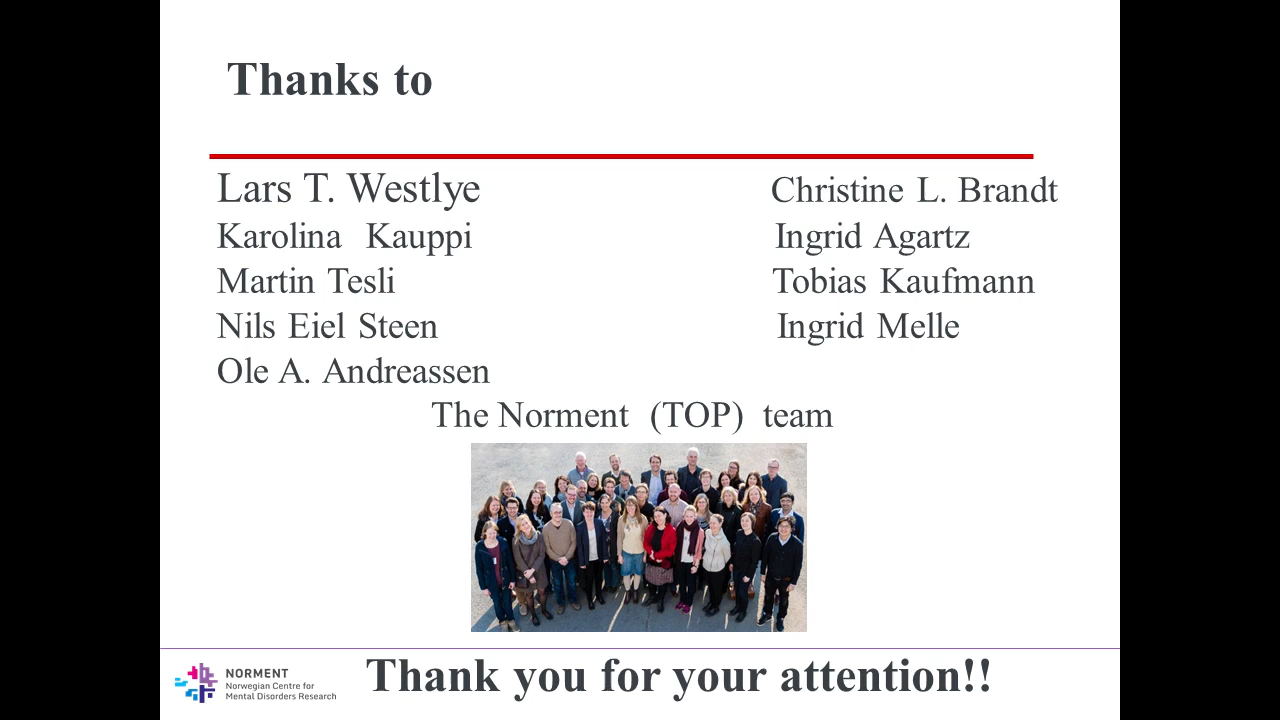 Thanks to
Lars T. Westlye Christine L. Brandt
Karolina Kauppi Ingrid Agartz
Martin Tesli Tobias Kaufmann
Nils Eiel Steen Ingrid Melle
Ole A. Andreassen
The Norment (TOP) team
NORMENT
Norwegian Centre for
Mental Disorders Research
Thank you for your attention!!